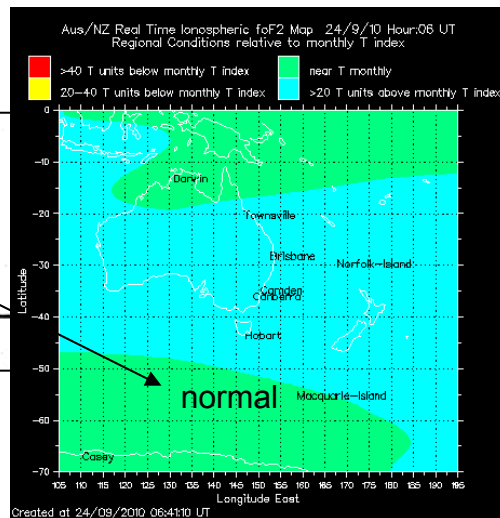 Aus/NZ Real Time Ionospheric foF2 Map 24/9/10 Hour:06 UT
Regional Conditions relative to monthly T index
>40 T units below monthly T index near T monthly
20-40 T units below monthly T index >20 T units above monthly T index
0
Darwin
-10
Townsville
-20
Brisbane
Norfolk-Island
-30
Camden
Canberra
Latitude
-40
Hobart
-50
normal
Macquarie-Island
-60
Casey
-70
105 110 115 120 125 130 135 140 145 150 155 160 165 170 175 180 185 190 195
Longitude East
Created at 24/09/2010 06:41:10 UT